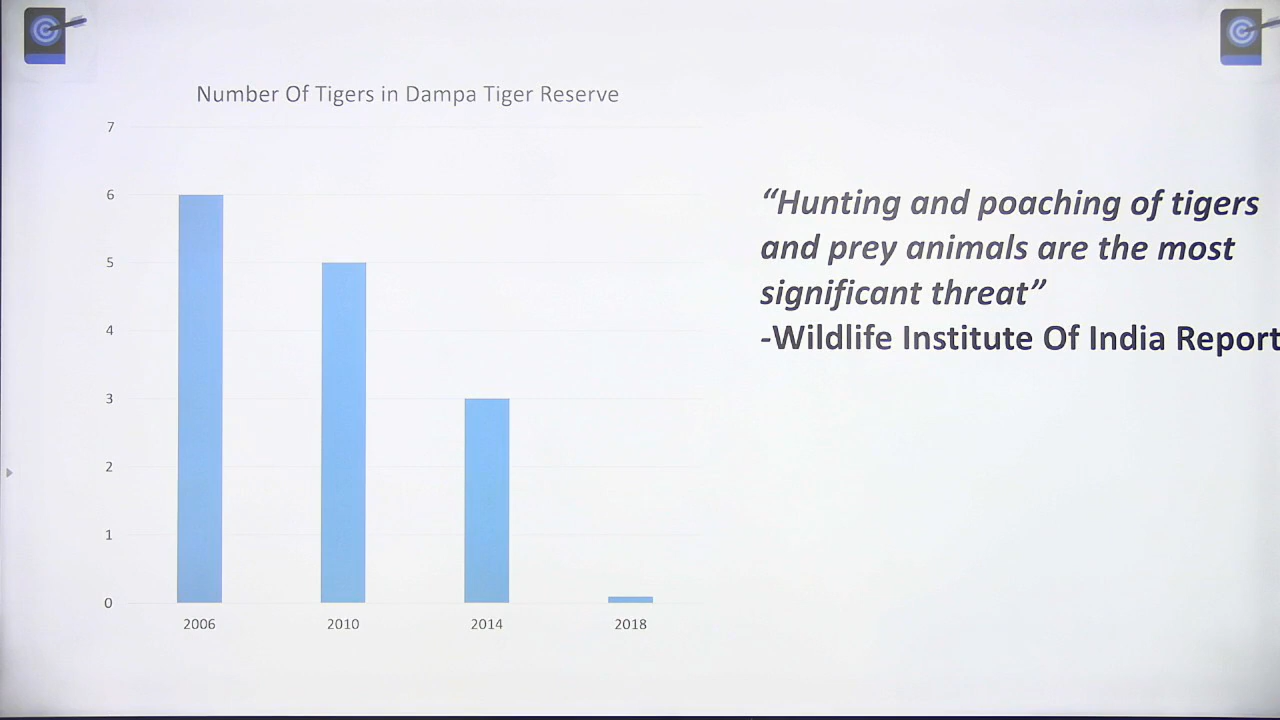 Number Of Tigers in Dampa Tiger Reserve
7
6
5
4
3
2
1
0
2006 2010 2014 2018
“Hunting and poaching of tigers
and prey animals are the most
significant threat”
-Wildlife Institute Of India Report